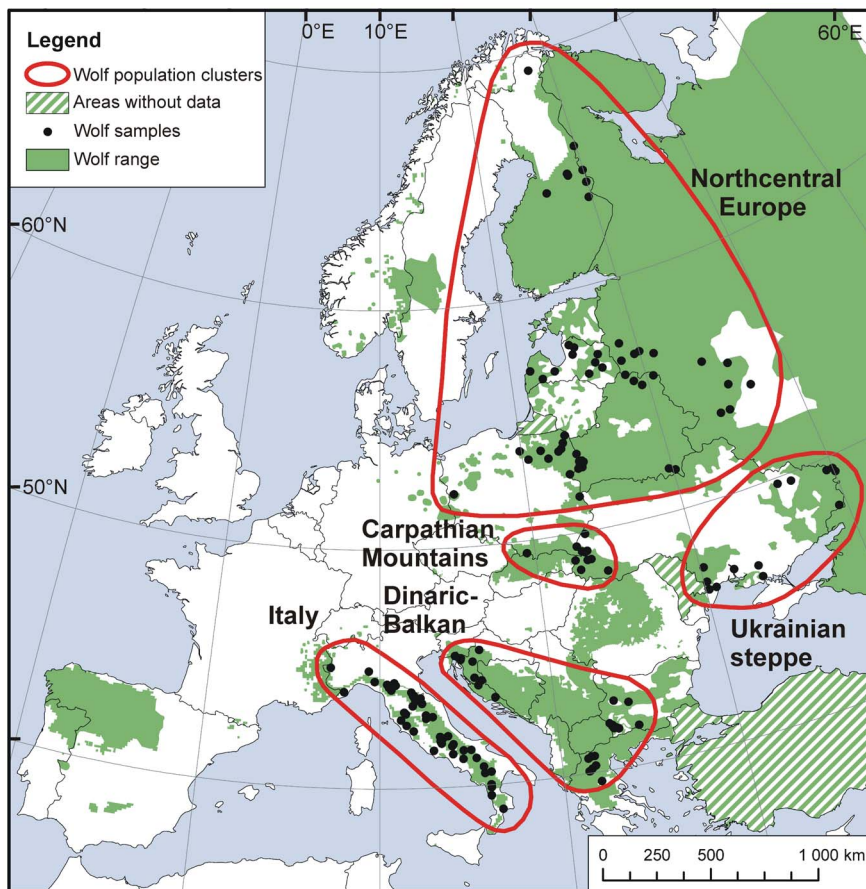 0°E
10°E
60°E
Legend
Wolf population clusters
Areas without data
Wolf samples
Wolf range
60°N
50°N
Northcentral
Europe
Carpathian
Mountains
Dinaric-
Balkan
Italy
Ukrainian
steppe
0 250 500 1 000 km